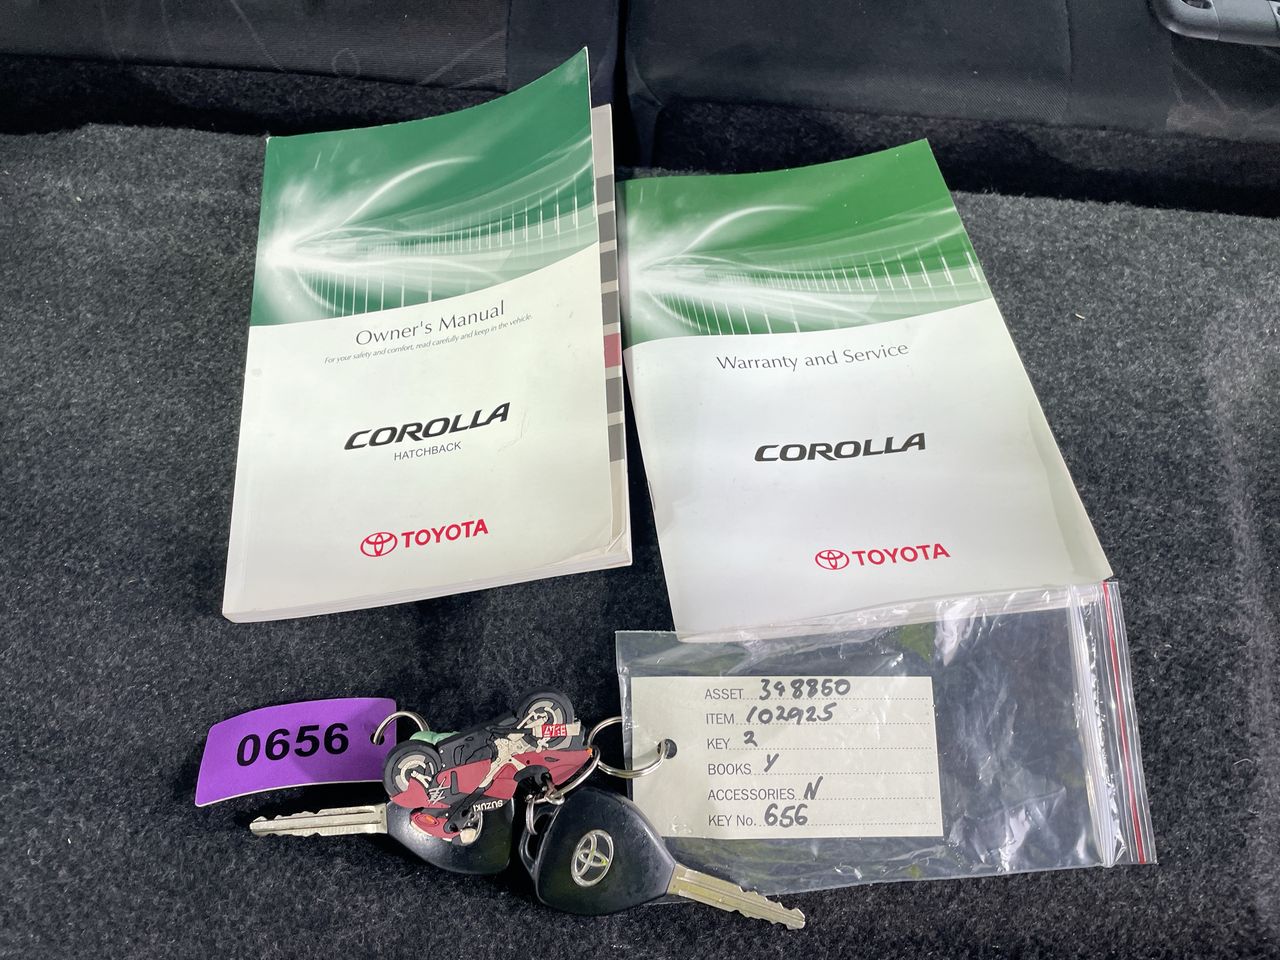 Owner's Manual
For your safety and comfort, read carefully and keep in the vehicle.
COROLLA
HATCHBACK
TOYOTA
Warranty and Service
COROLLA
TOYOTA
0656
SUZUKI
ASSET 348850
ITEM 102925
KEY 2
BOOKS Y
ACCESSORIES N
KEY No. 656